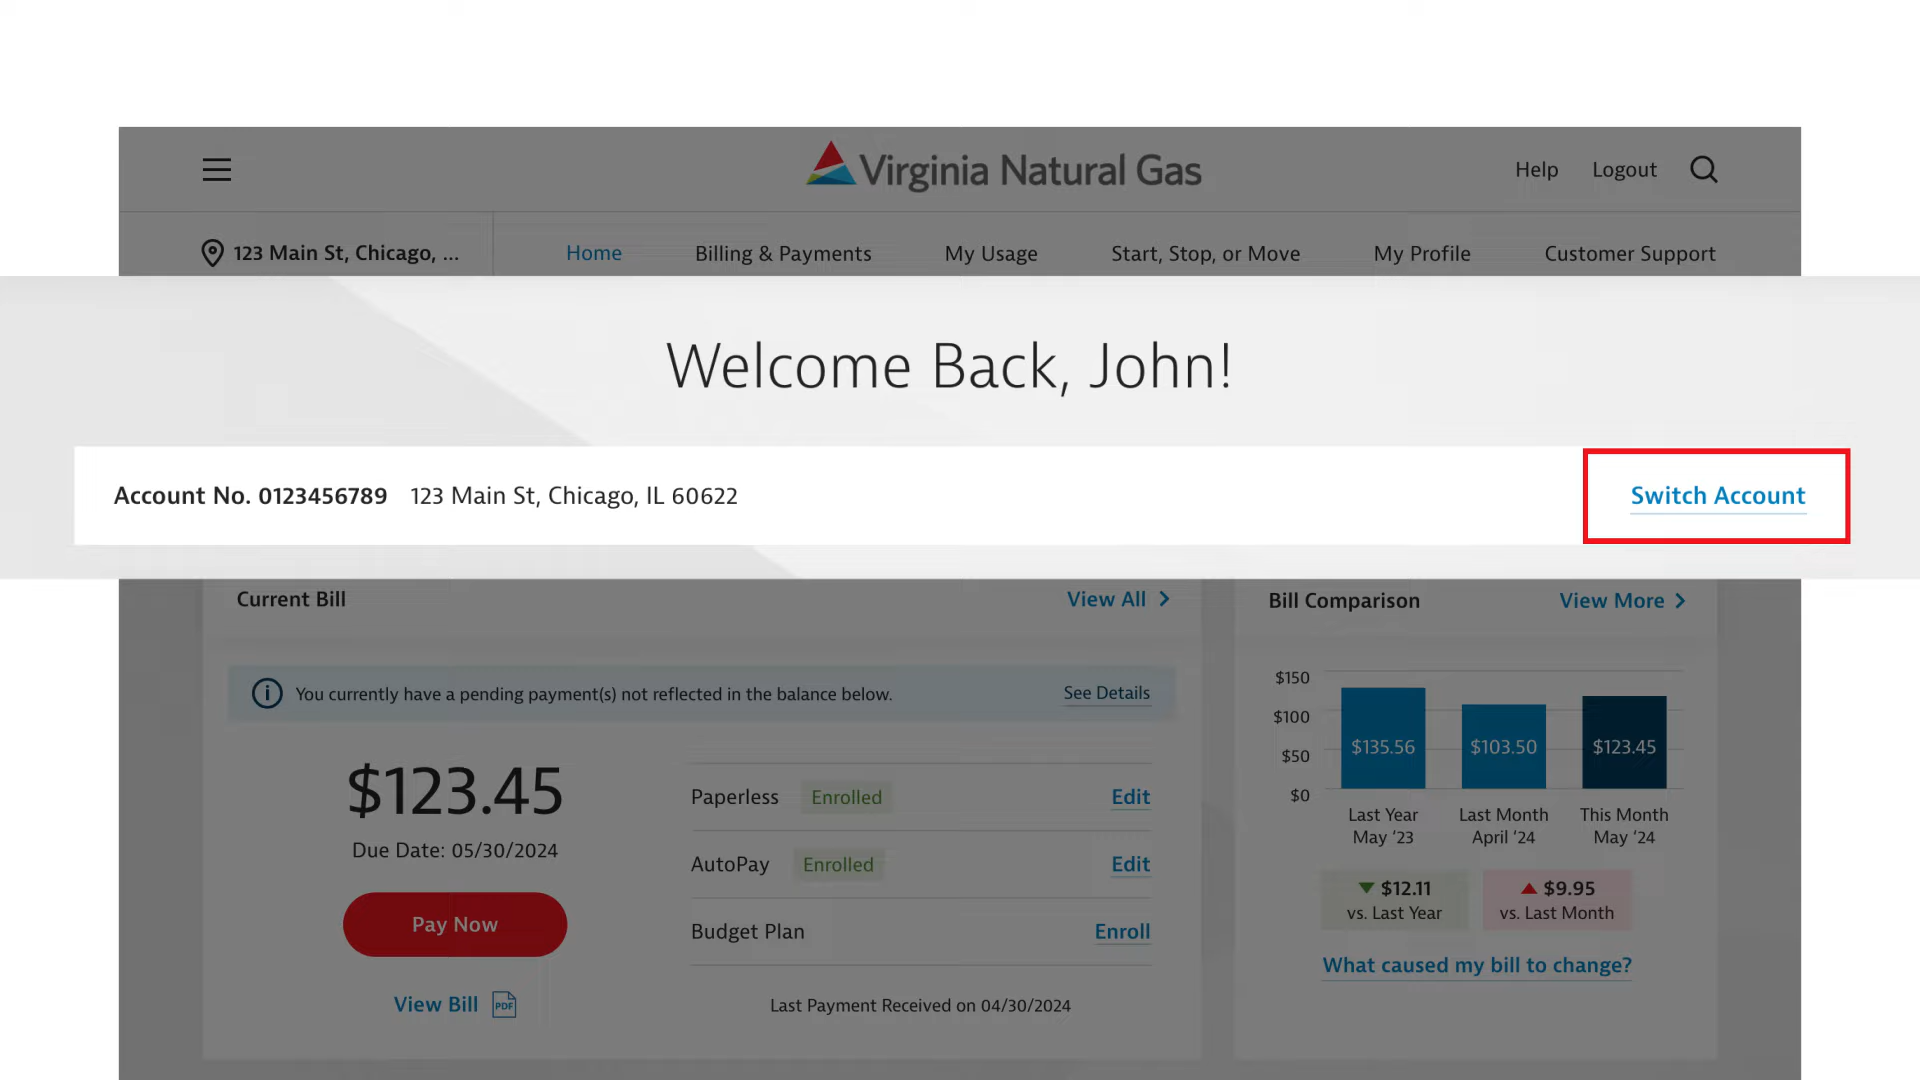 Virginia Natural Gas
Help Logout
123 Main St, Chicago, ...
Home Billing & Payments My Usage Start, Stop, or Move My Profile Customer Support
Welcome Back, John!
Account No. 0123456789 123 Main St, Chicago, IL 60622
Switch Account
Current Bill
View All
You currently have a pending payment(s) not reflected in the balance below.
See Details
$123.45
Due Date: 05/30/2024
Pay Now
View Bill PDF
Paperless Enrolled Edit
AutoPay Enrolled Edit
Budget Plan Enroll
Last Payment Received on 04/30/2024
Bill Comparison
View More
$150
$100
$50
$0
$135.56 $103.50 $123.45
Last Year Last Month This Month
May ‘23 April ‘24 May ‘24
$12.11
vs. Last Year
$9.95
vs. Last Month
What caused my bill to change?